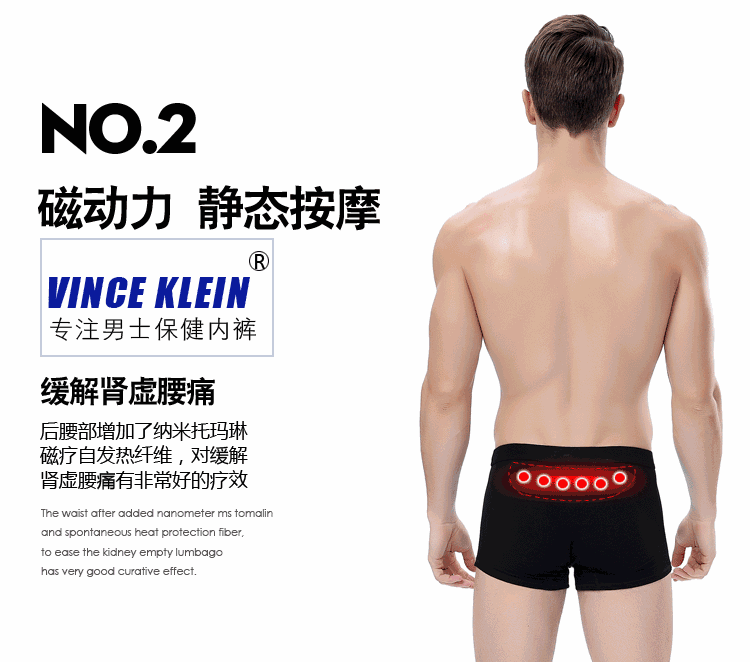 NO.2
磁动力 静态按摩
®
VINCE KLEIN
专注男士保健内裤
缓解肾虚腰痛
后腰部增加了纳米托玛琳
磁疗自发热纤维，对缓解
肾虚腰痛有非常好的疗效
The waist after added nanometer ms tomalin
and spontaneous heat protection fiber,
to ease the kidney empty lumbago
has very good curative effect.